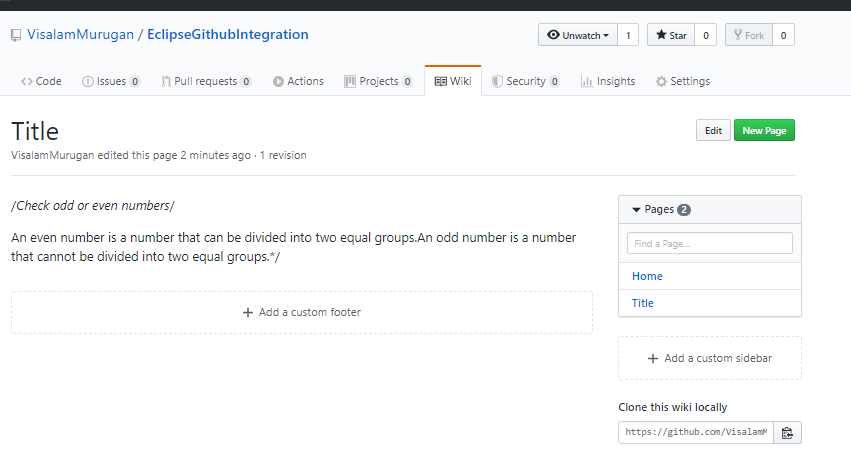 VisalamMurugan / EclipseGithubIntegration
Unwatch 1 Star 0 Fork 0
Code Issues 0 Pull requests 0 Actions Projects 0 Wiki Security 0 Insights Settings
Title
Edit New Page
VisalamMurugan edited this page 2 minutes ago · 1 revision
/Check odd or even numbers/
An even number is a number that can be divided into two equal groups.An odd number is a number
that cannot be divided into two equal groups.*/
+ Add a custom footer
Pages 2
Find a Page...
Home
Title
+ Add a custom sidebar
Clone this wiki locally
https://github.com/VisalamM